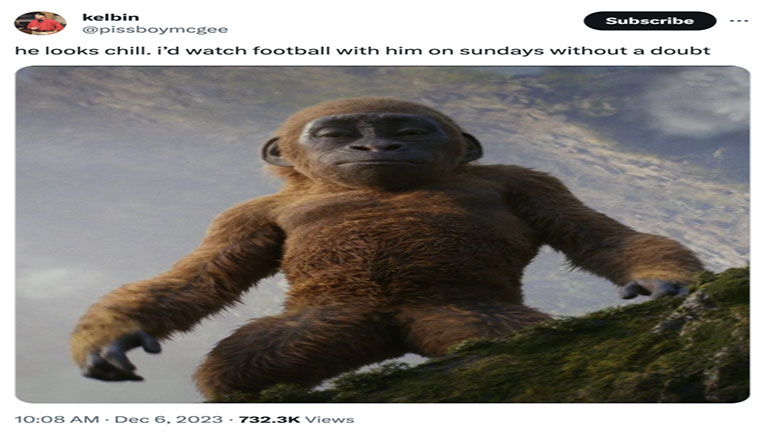 kelbin
@pissboymcgee
Subscribe
he looks chill. i'd watch football with him on sundays without a doubt
10:08 AM · Dec 6, 2023 · 732.3K Views